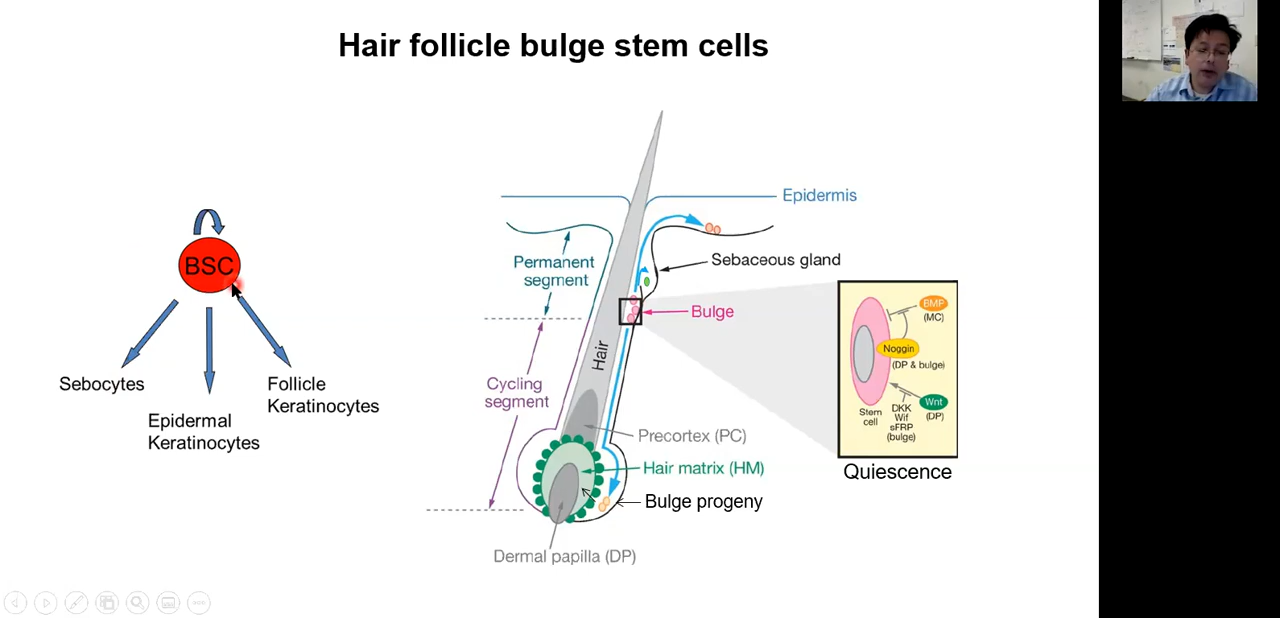 Hair follicle bulge stem cells
BSC
Sebocytes
Epidermal
Keratinocytes
Follicle
Keratinocytes
Epidermis
Permanent
segment
Sebaceous gland
Bulge
Hair
Cycling
segment
Precortex (PC)
Hair matrix (HM)
Bulge progeny
Dermal papilla (DP)
BMP
(MC)
Noggin
(DP & bulge)
Wnt
(DP)
Stem
cell
DKK
Wif
sFRP
(bulge)
Quiescence